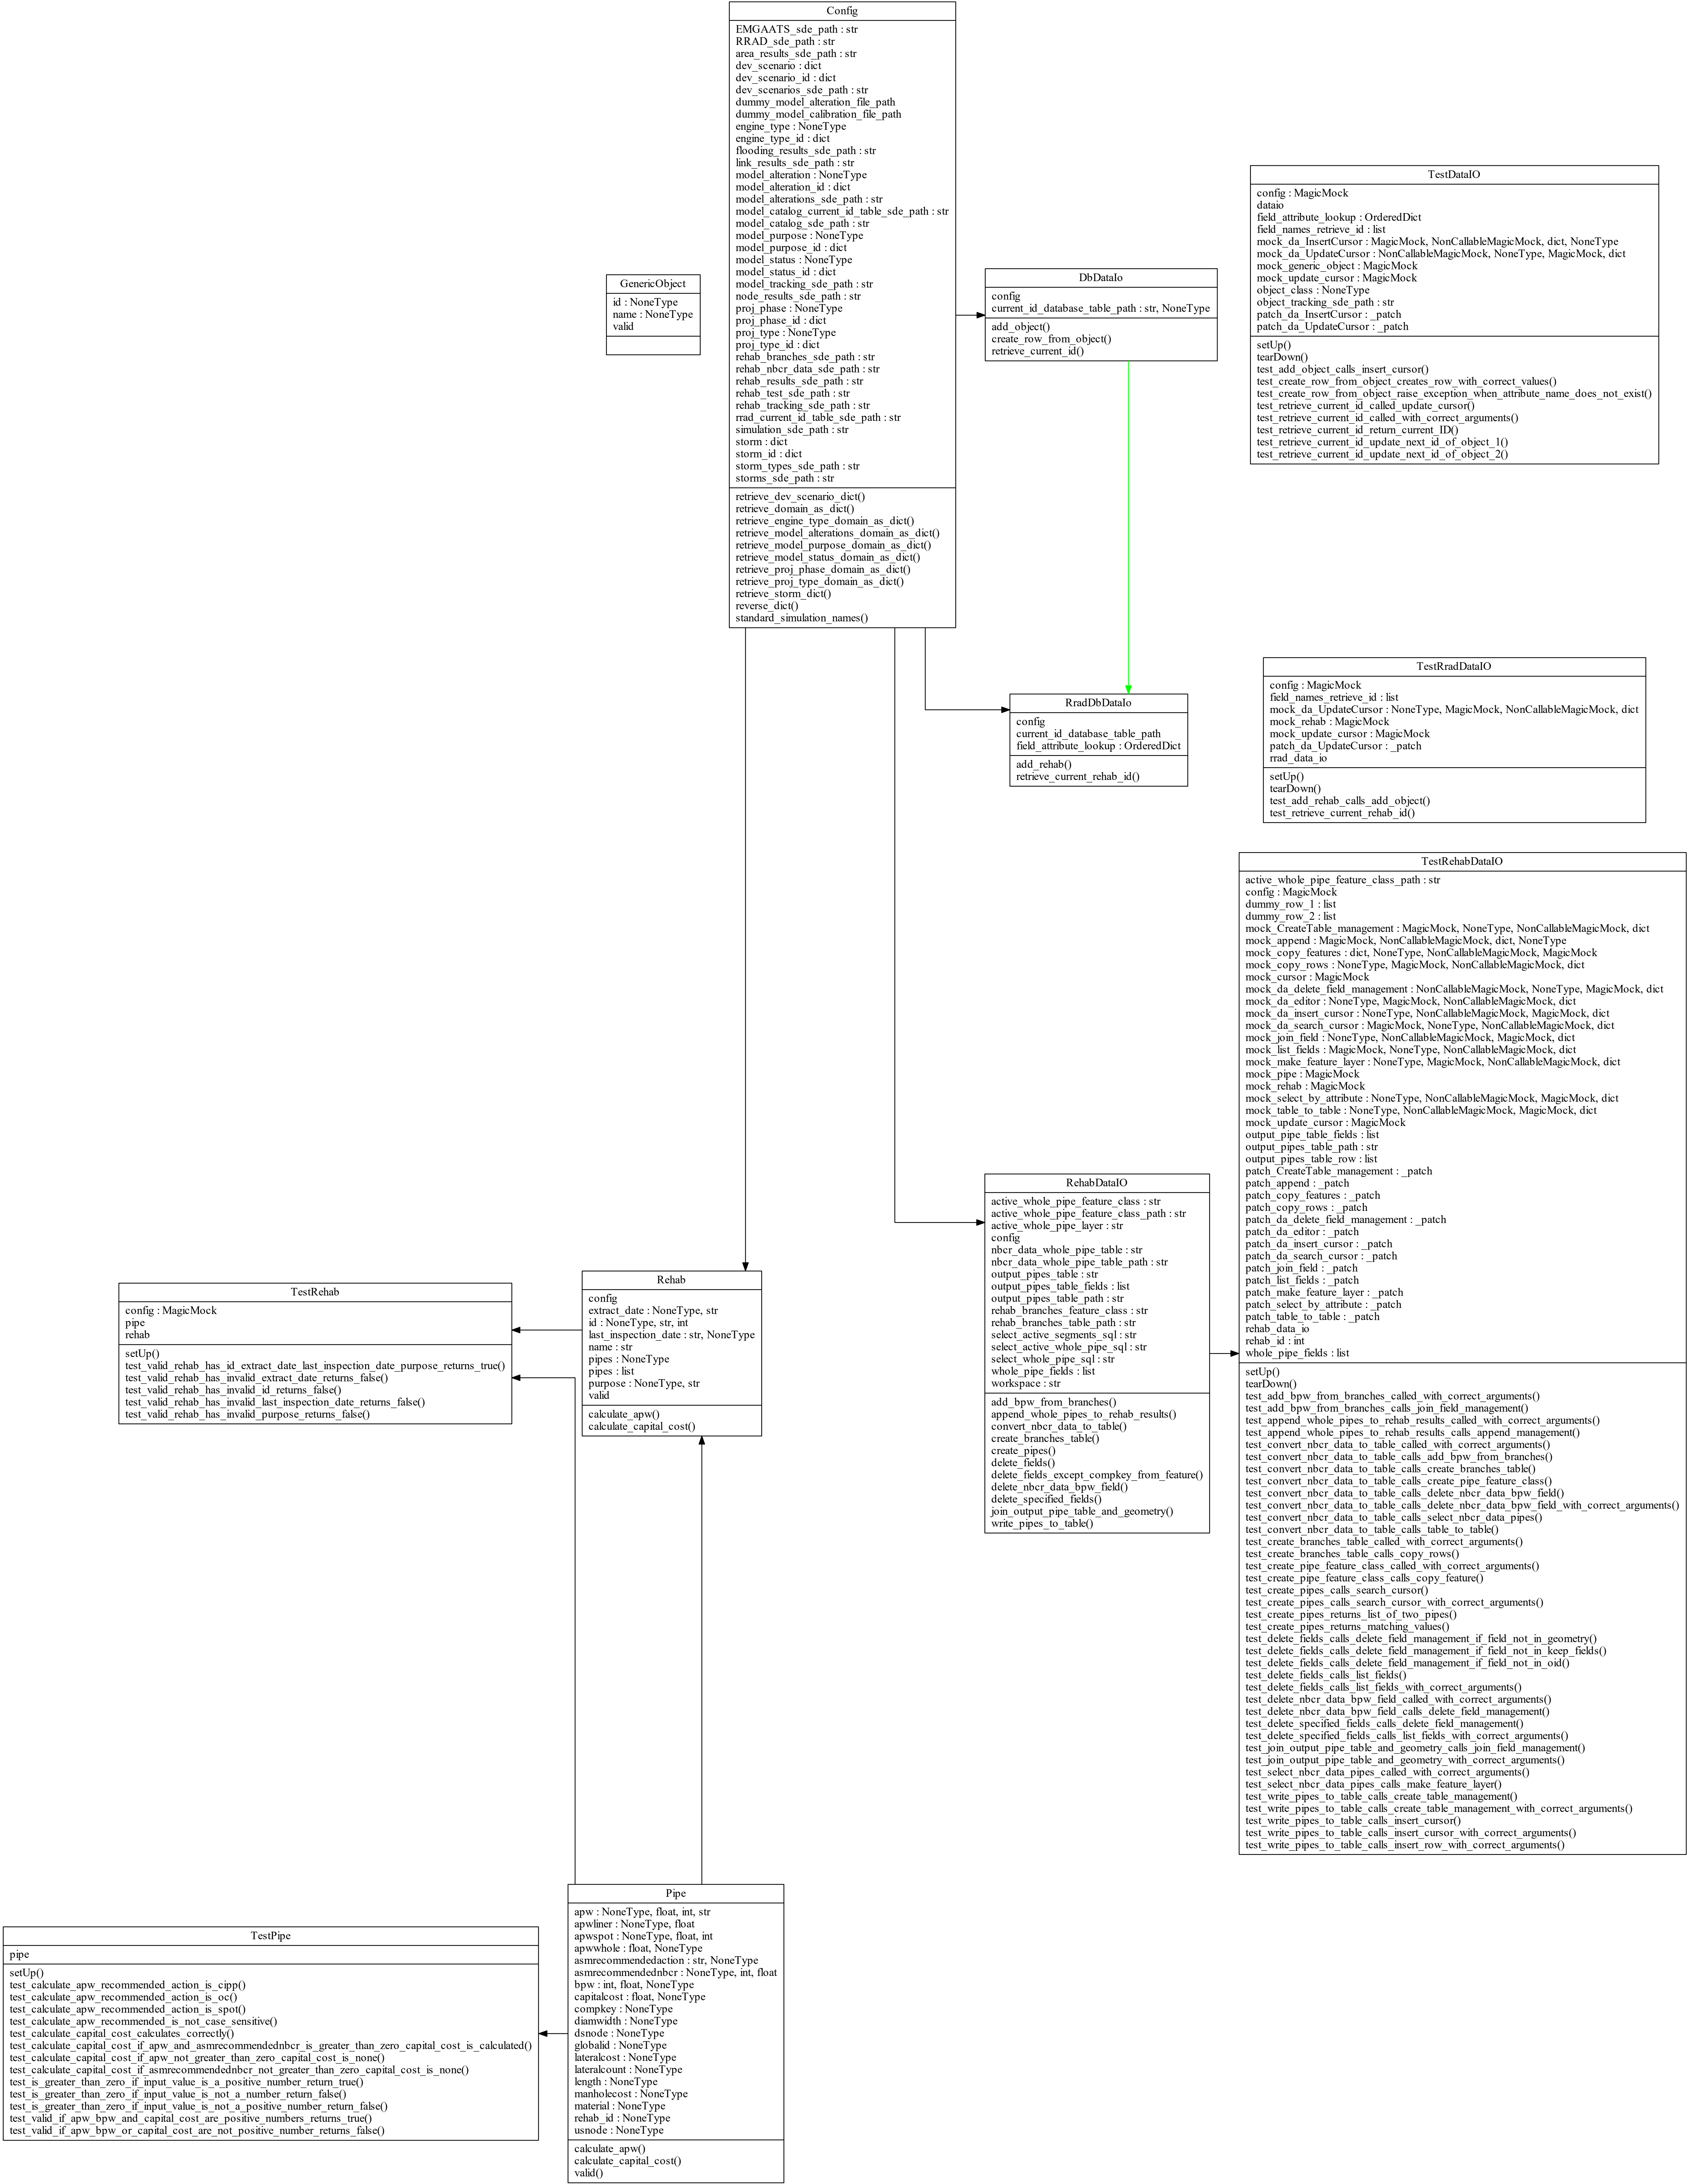 Config
EMGAATS_sde_path : str
RRAD_sde_path : str
area_results_sde_path : str
dev_scenario : dict
dev_scenario_id : dict
dev_scenarios_sde_path : str
dummy_model_alteration_file_path
dummy_model_calibration_file_path
engine_type : NoneType
engine_type_id : dict
flooding_results_sde_path : str
link_results_sde_path : str
model_alteration : NoneType
model_alteration_id : dict
model_alterations_sde_path : str
model_catalog_current_id_table_sde_path : str
model_catalog_sde_path : str
model_purpose : NoneType
model_purpose_id : dict
model_status : NoneType
model_status_id : dict
model_tracking_sde_path : str
node_results_sde_path : str
proj_phase : NoneType
proj_phase_id : dict
proj_type : NoneType
proj_type_id : dict
rehab_branches_sde_path : str
rehab_nbcr_data_sde_path : str
rehab_results_sde_path : str
rehab_test_sde_path : str
rehab_tracking_sde_path : str
rrad_current_id_table_sde_path : str
simulation_sde_path : str
storm : dict
storm_id : dict
storm_types_sde_path : str
storms_sde_path : str
retrieve_dev_scenario_dict()
retrieve_domain_as_dict()
retrieve_engine_type_domain_as_dict()
retrieve_model_alterations_domain_as_dict()
retrieve_model_purpose_domain_as_dict()
retrieve_model_status_domain_as_dict()
retrieve_proj_phase_domain_as_dict()
retrieve_proj_type_domain_as_dict()
retrieve_storm_dict()
reverse_dict()
standard_simulation_names()
GenericObject
id : NoneType
name : NoneType
valid
DbDataIo
config
current_id_database_table_path : str, NoneType
add_object()
create_row_from_object()
retrieve_current_id()
TestDataIO
config : MagicMock
dataio
field_attribute_lookup : OrderedDict
field_names_retrieve_id : list
mock_da_InsertCursor : MagicMock, NonCallableMagicMock, dict, NoneType
mock_da_UpdateCursor : NonCallableMagicMock, NoneType, MagicMock, dict
mock_generic_object : MagicMock
mock_update_cursor : MagicMock
object_class : NoneType
object_tracking_sde_path : str
patch_da_InsertCursor : _patch
patch_da_UpdateCursor : _patch
setUp()
tearDown()
test_add_object_calls_insert_cursor()
test_create_row_from_object_creates_row_with_correct_values()
test_create_row_from_object_raise_exception_when_attribute_name_does_not_exist()
test_retrieve_current_id_called_update_cursor()
test_retrieve_current_id_called_with_correct_arguments()
test_retrieve_current_id_return_current_ID()
test_retrieve_current_id_update_next_id_of_object_1()
test_retrieve_current_id_update_next_id_of_object_2()
RradDbDataIo
config
current_id_database_table_path
field_attribute_lookup : OrderedDict
add_rehab()
retrieve_current_rehab_id()
TestRradDataIO
config : MagicMock
field_names_retrieve_id : list
mock_da_UpdateCursor : NoneType, MagicMock, NonCallableMagicMock, dict
mock_rehab : MagicMock
mock_update_cursor : MagicMock
patch_da_UpdateCursor : _patch
rrad_data_io
setUp()
tearDown()
test_add_rehab_calls_add_object()
test_retrieve_current_rehab_id()
TestRehabDataIO
active_whole_pipe_feature_class_path : str
config : MagicMock
dummy_row_1 : list
dummy_row_2 : list
mock_CreateTable_management : MagicMock, NoneType, NonCallableMagicMock, dict
mock_append : MagicMock, NonCallableMagicMock, dict, NoneType
mock_copy_features : dict, NoneType, NonCallableMagicMock, MagicMock
mock_copy_rows : NoneType, MagicMock, NonCallableMagicMock, dict
mock_cursor : MagicMock
mock_da_delete_field_management : NonCallableMagicMock, NoneType, MagicMock, dict
mock_da_editor : NoneType, MagicMock, NonCallableMagicMock, dict
mock_da_insert_cursor : NoneType, NonCallableMagicMock, MagicMock, dict
mock_da_search_cursor : MagicMock, NoneType, NonCallableMagicMock, dict
mock_join_field : NoneType, NonCallableMagicMock, MagicMock, dict
mock_list_fields : MagicMock, NoneType, NonCallableMagicMock, dict
mock_make_feature_layer : NoneType, MagicMock, NonCallableMagicMock, dict
mock_pipe : MagicMock
mock_rehab : MagicMock
mock_select_by_attribute : NoneType, NonCallableMagicMock, MagicMock, dict
mock_table_to_table : NoneType, NonCallableMagicMock, MagicMock, dict
mock_update_cursor : MagicMock
output_pipe_table_fields : list
output_pipes_table_path : str
output_pipes_table_row : list
patch_CreateTable_management : _patch
patch_append : _patch
patch_copy_features : _patch
patch_copy_rows : _patch
patch_da_delete_field_management : _patch
patch_da_editor : _patch
patch_da_insert_cursor : _patch
patch_da_search_cursor : _patch
patch_join_field : _patch
patch_list_fields : _patch
patch_make_feature_layer : _patch
patch_select_by_attribute : _patch
patch_table_to_table : _patch
rehab_data_io
rehab_id : int
whole_pipe_fields : list
setUp()
tearDown()
test_add_bpw_from_branches_called_with_correct_arguments()
test_add_bpw_from_branches_calls_join_field_management()
test_append_whole_pipes_to_rehab_results_called_with_correct_arguments()
test_append_whole_pipes_to_rehab_results_calls_append_management()
test_convert_nbcr_data_to_table_called_with_correct_arguments()
test_convert_nbcr_data_to_table_calls_add_bpw_from_branches()
test_convert_nbcr_data_to_table_calls_create_branches_table()
test_convert_nbcr_data_to_table_calls_create_pipe_feature_class()
test_convert_nbcr_data_to_table_calls_delete_nbcr_data_bpw_field()
test_convert_nbcr_data_to_table_calls_delete_nbcr_data_bpw_field_with_correct_arguments()
test_convert_nbcr_data_to_table_calls_select_nbcr_data_pipes()
test_convert_nbcr_data_to_table_calls_table_to_table()
test_create_branches_table_called_with_correct_arguments()
test_create_branches_table_calls_copy_rows()
test_create_pipe_feature_class_called_with_correct_arguments()
test_create_pipe_feature_class_calls_copy_feature()
test_create_pipes_calls_search_cursor()
test_create_pipes_calls_search_cursor_with_correct_arguments()
test_create_pipes_returns_list_of_two_pipes()
test_create_pipes_returns_matching_values()
test_delete_fields_calls_delete_field_management_if_field_not_in_geometry()
test_delete_fields_calls_delete_field_management_if_field_not_in_keep_fields()
test_delete_fields_calls_delete_field_management_if_field_not_in_oid()
test_delete_fields_calls_list_fields()
test_delete_fields_calls_list_fields_with_correct_arguments()
test_delete_nbcr_data_bpw_field_called_with_correct_arguments()
test_delete_nbcr_data_bpw_field_calls_delete_field_management()
test_delete_specified_fields_calls_delete_field_management()
test_delete_specified_fields_calls_list_fields_with_correct_arguments()
test_join_output_pipe_table_and_geometry_calls_join_field_management()
test_join_output_pipe_table_and_geometry_with_correct_arguments()
test_select_nbcr_data_pipes_called_with_correct_arguments()
test_select_nbcr_data_pipes_calls_make_feature_layer()
test_write_pipes_to_table_calls_create_table_management()
test_write_pipes_to_table_calls_create_table_management_with_correct_arguments()
test_write_pipes_to_table_calls_insert_cursor()
test_write_pipes_to_table_calls_insert_cursor_with_correct_arguments()
test_write_pipes_to_table_calls_insert_row_with_correct_arguments()
RehabDataIO
active_whole_pipe_feature_class : str
active_whole_pipe_feature_class_path : str
active_whole_pipe_layer : str
config
nbcr_data_whole_pipe_table : str
nbcr_data_whole_pipe_table_path : str
output_pipes_table : str
output_pipes_table_fields : list
output_pipes_table_path : str
rehab_branches_feature_class : str
rehab_branches_table_path : str
select_active_segments_sql : str
select_active_whole_pipe_sql : str
select_whole_pipe_sql : str
whole_pipe_fields : list
workspace : str
add_bpw_from_branches()
append_whole_pipes_to_rehab_results()
convert_nbcr_data_to_table()
create_branches_table()
create_pipes()
delete_fields()
delete_fields_except_compkey_from_feature()
delete_nbcr_data_bpw_field()
delete_specified_fields()
join_output_pipe_table_and_geometry()
write_pipes_to_table()
Rehab
config
extract_date : NoneType, str
id : NoneType, str, int
last_inspection_date : str, NoneType
name : str
pipes : NoneType
pipes : list
purpose : NoneType, str
valid
calculate_apw()
calculate_capital_cost()
TestRehab
config : MagicMock
pipe
rehab
setUp()
test_valid_rehab_has_id_extract_date_last_inspection_date_purpose_returns_true()
test_valid_rehab_has_invalid_extract_date_returns_false()
test_valid_rehab_has_invalid_id_returns_false()
test_valid_rehab_has_invalid_last_inspection_date_returns_false()
test_valid_rehab_has_invalid_purpose_returns_false()
Pipe
apw : NoneType, float, int, str
apwliner : NoneType, float
apwspot : NoneType, float, int
apwwhole : float, NoneType
asmrecommendedaction : str, NoneType
asmrecommendednbcr : NoneType, int, float
bpw : int, float, NoneType
capitalcost : float, NoneType
compkey : NoneType
diamwidth : NoneType
dsnode : NoneType
globalid : NoneType
lateralcost : NoneType
lateralcount : NoneType
length : NoneType
manholecost : NoneType
material : NoneType
rehab_id : NoneType
usnode : NoneType
calculate_apw()
calculate_capital_cost()
valid()
TestPipe
pipe
setUp()
test_calculate_apw_recommended_action_is_cipp()
test_calculate_apw_recommended_action_is_oc()
test_calculate_apw_recommended_action_is_spot()
test_calculate_apw_recommended_is_not_case_sensitive()
test_calculate_capital_cost_calculates_correctly()
test_calculate_capital_cost_if_apw_and_asmrecommendednbcr_is_greater_than_zero_capital_cost_is_calculated()
test_calculate_capital_cost_if_apw_not_greater_than_zero_capital_cost_is_none()
test_calculate_capital_cost_if_asmrecommendednbcr_not_greater_than_zero_capital_cost_is_none()
test_is_greater_than_zero_if_input_value_is_a_positive_number_return_true()
test_is_greater_than_zero_if_input_value_is_not_a_number_return_false()
test_is_greater_than_zero_if_input_value_is_not_a_positive_number_return_false()
test_valid_if_apw_bpw_and_capital_cost_are_positive_numbers_returns_true()
test_valid_if_apw_bpw_or_capital_cost_are_not_positive_number_returns_false()